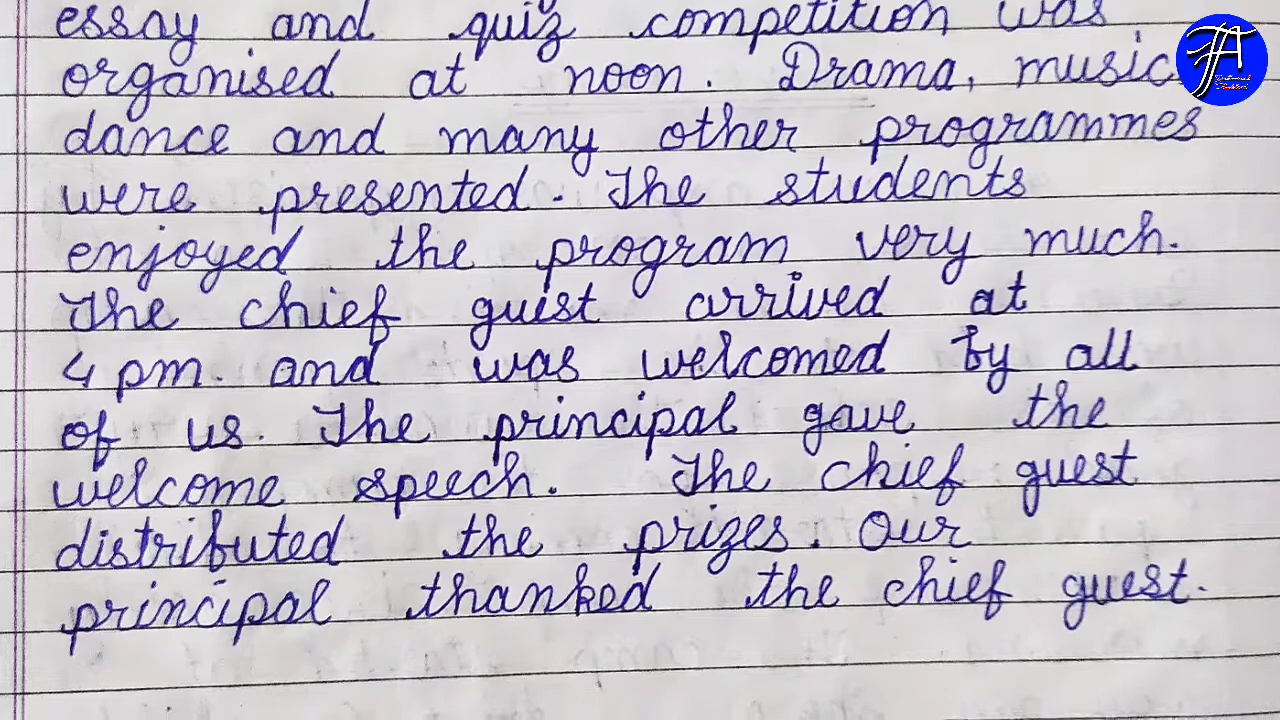 essay and quiz competition was
organised at noon. Drama, music
dance and many other programmes
were presented. The students
enjoyed the program very much.
The chief guist arrived at
4 pm. and was welcomed by all
of us. The principal gave the
welcome speech. The chief guest
distributed the prizes. Our
principal thanked the chief guest.